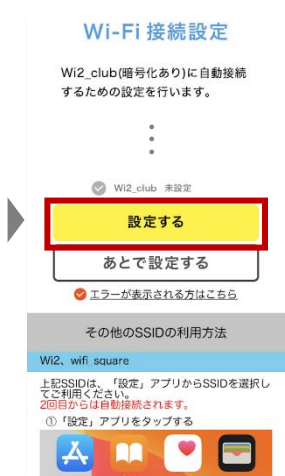 Wi-Fi 接続設定
Wi2_club(暗号化あり)に自動接続
するための設定を行います。
Wi2_club 未設定
設定する
あとで設定する
エラーが表示される方はこちら
その他のSSIDの利用方法
Wi2、wifi_square
上記SSIDは、「設定」アプリからSSIDを選択し
てご利用ください。
2回目からは自動接続されます。
①「設定」アプリをタップする